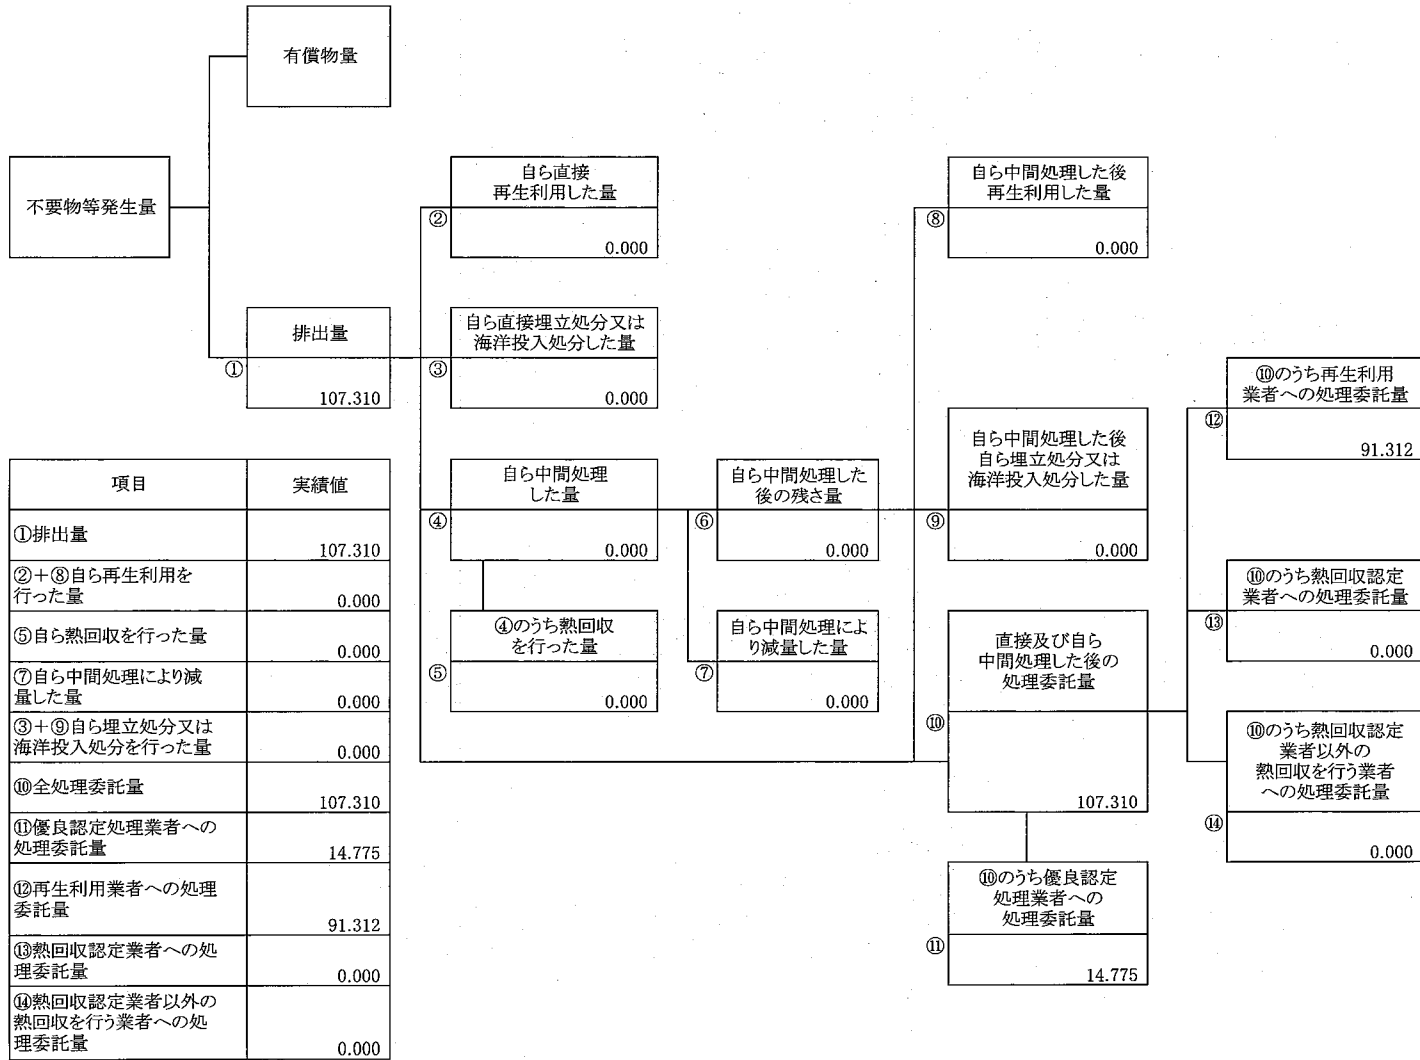 有償物量
不要物等発生量
自ら直接
再生利用した量
②
0.000
自ら中間処理した後
再生利用した量
⑧
0.000
排出量
①
107.310
自ら直接埋立処分又は
海洋投入処分した量
③
0.000
⑩のうち再生利用
業者への処理委託量
⑫
91.312
自ら中間処理
した量
④
0.000
自ら中間処理した
後の残さ量
⑥
0.000
自ら中間処理した後
自ら埋立処分又は
海洋投入処分した量
⑨
0.000
⑩のうち熱回収認定
業者への処理委託量
⑬
0.000
④のうち熱回収
を行った量
⑤
0.000
自ら中間処理によ
り減量した量
⑦
0.000
直接及び自ら
中間処理した後の
処理委託量
⑩
107.310
⑩のうち熱回収認定
業者以外の
熱回収を行う業者
への処理委託量
⑭
0.000
⑩のうち優良認定
処理業者への
処理委託量
⑪
14.775
項目 実績値
①排出量
107.310
②+⑧自ら再生利用を
行った量
0.000
⑤自ら熱回収を行った量
0.000
⑦自ら中間処理により減
量した量
0.000
③+⑨自ら埋立処分又は
海洋投入処分を行った量
0.000
⑩全処理委託量
107.310
⑪優良認定処理業者への
処理委託量
14.775
⑫再生利用業者への処理
委託量
91.312
⑬熱回収認定業者への処
理委託量
0.000
⑭熱回収認定業者以外の
熱回収を行う業者への処
理委託量
0.000